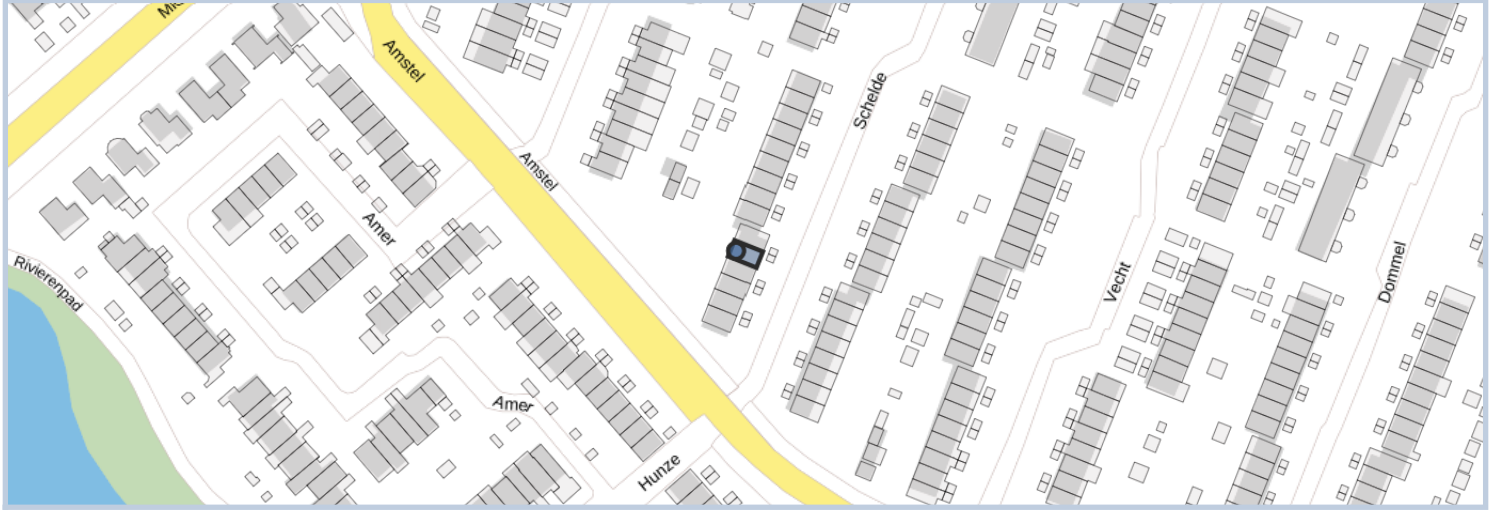 Amstel
Schelde
Amstel
Amer
Dommel
Vecht
Rivierenpad
Amer
Hunze